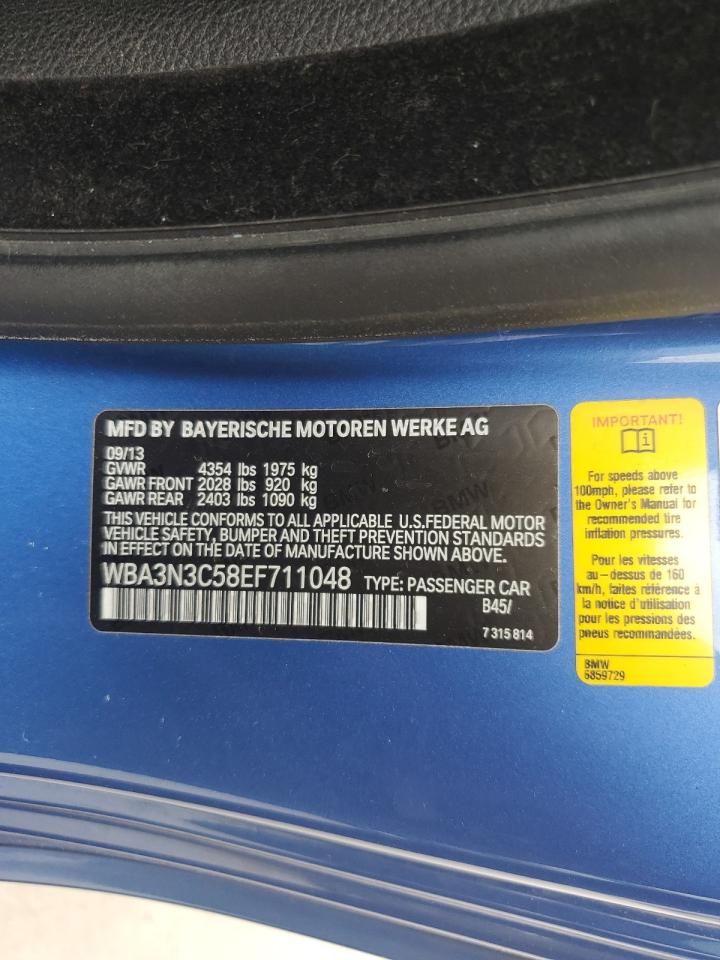 MFD BY BAYERISCHE MOTOREN WERKE AG
09/13
GVWR 4354 lbs 1975 kg
GAWR FRONT 2028 lbs 920 kg
GAWR REAR 2403 lbs 1090 kg
THIS VEHICLE CONFORMS TO ALL APPLICABLE U.S.FEDERAL MOTOR
VEHICLE SAFETY, BUMPER AND THEFT PREVENTION STANDARDS
IN EFFECT ON THE DATE OF MANUFACTURE SHOWN ABOVE.
WBA3N3C58EF711048 TYPE: PASSENGER CAR
B45/
7 315 814
IMPORTANT!
For speeds above
100mph, please refer to
the Owner's Manual for
recommended tire
inflation pressures.
Pour les vitesses
au-dessus de 160
km/h, faites référence à
la notice d'utilisation
pour les pressions des
pneus recommandées.
BMW
6859729